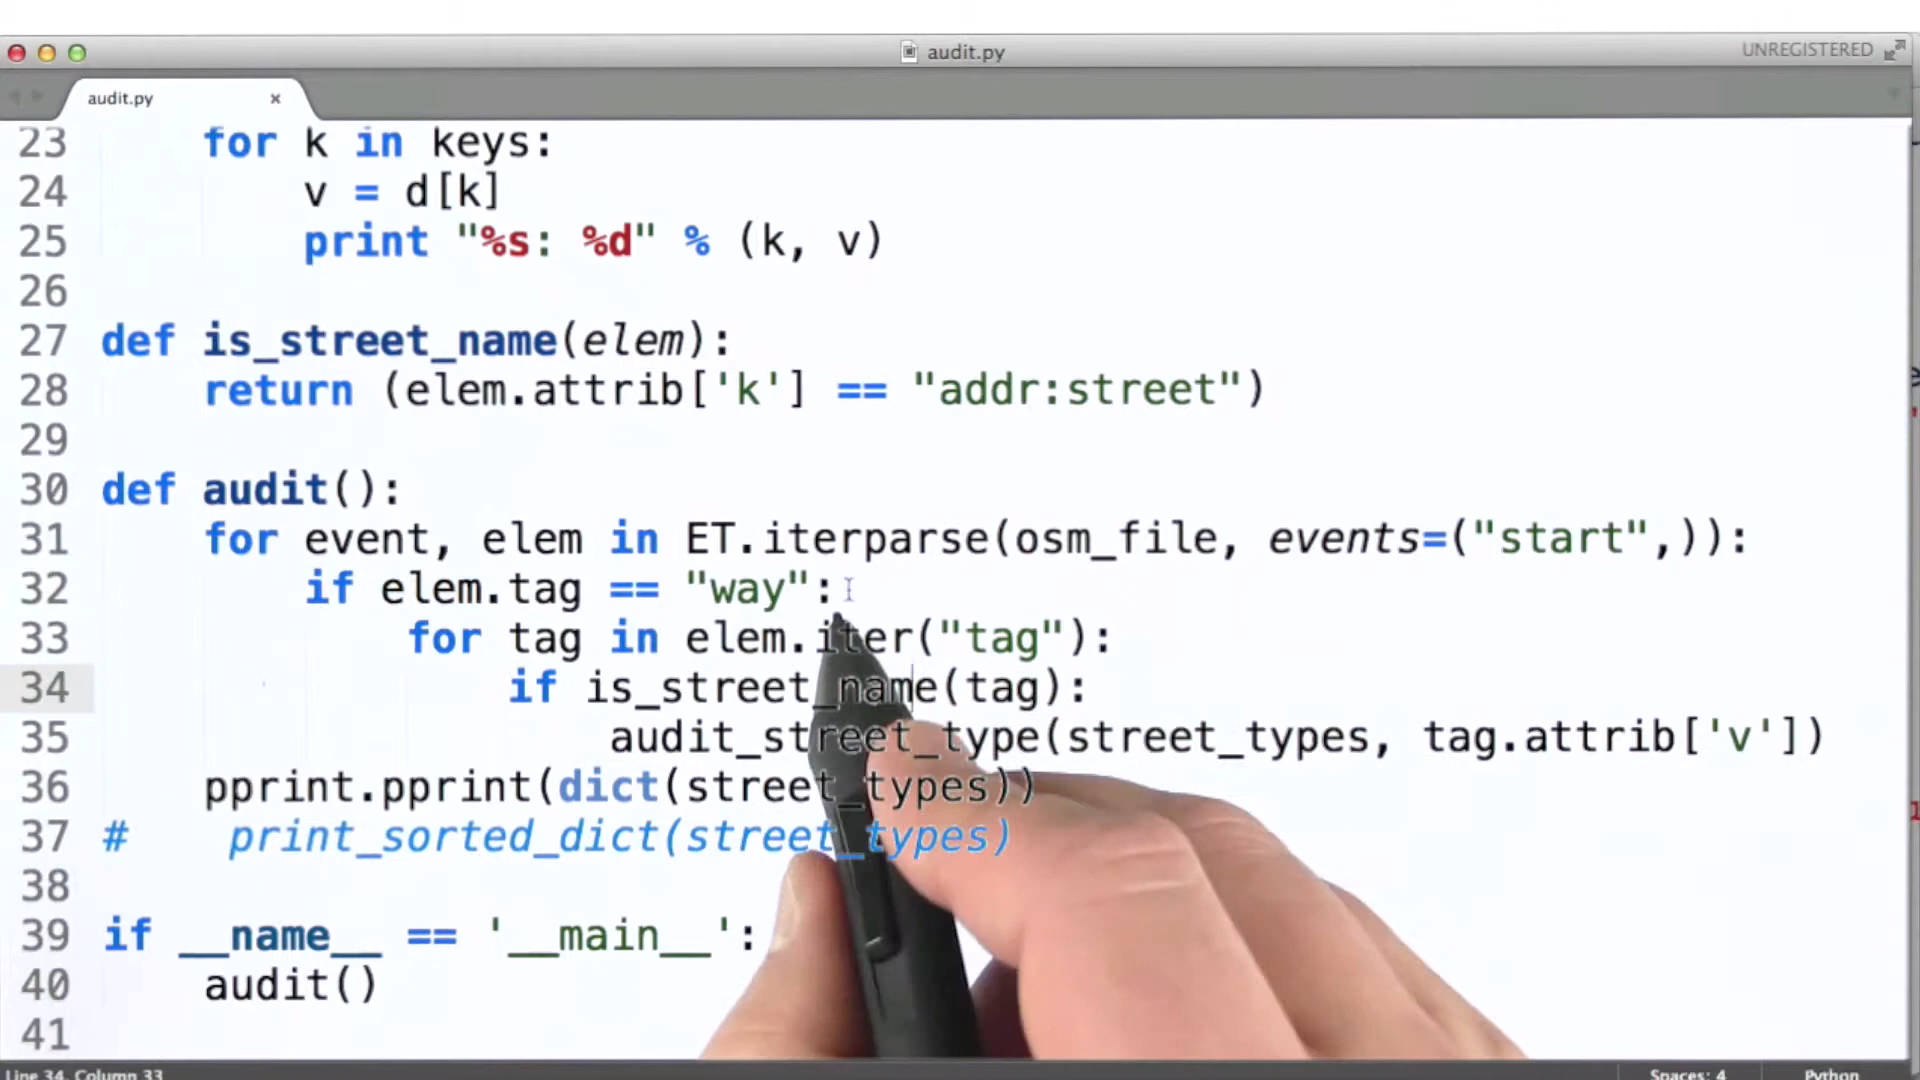 audit.py
UNREGISTERED
audit.py ×
23 for k in keys:
24 v = d[k]
25 print "%s: %d" % (k, v)
26
27 def is_street_name(elem):
28 return (elem.attrib['k'] == "addr:street")
29
30 def audit():
31 for event, elem in ET.iterparse(osm_file, events=("start",)):
32 if elem.tag == "way":
33 for tag in elem.iter("tag"):
34 if is_street_name(tag):
35 audit_street_type(street_types, tag.attrib['v'])
36 pprint.pprint(dict(street_types))
37 # print_sorted_dict(street_types)
38
39 if __name__ == '__main__':
40 audit()
41
Line 34, Column 33
Spaces: 4
Python